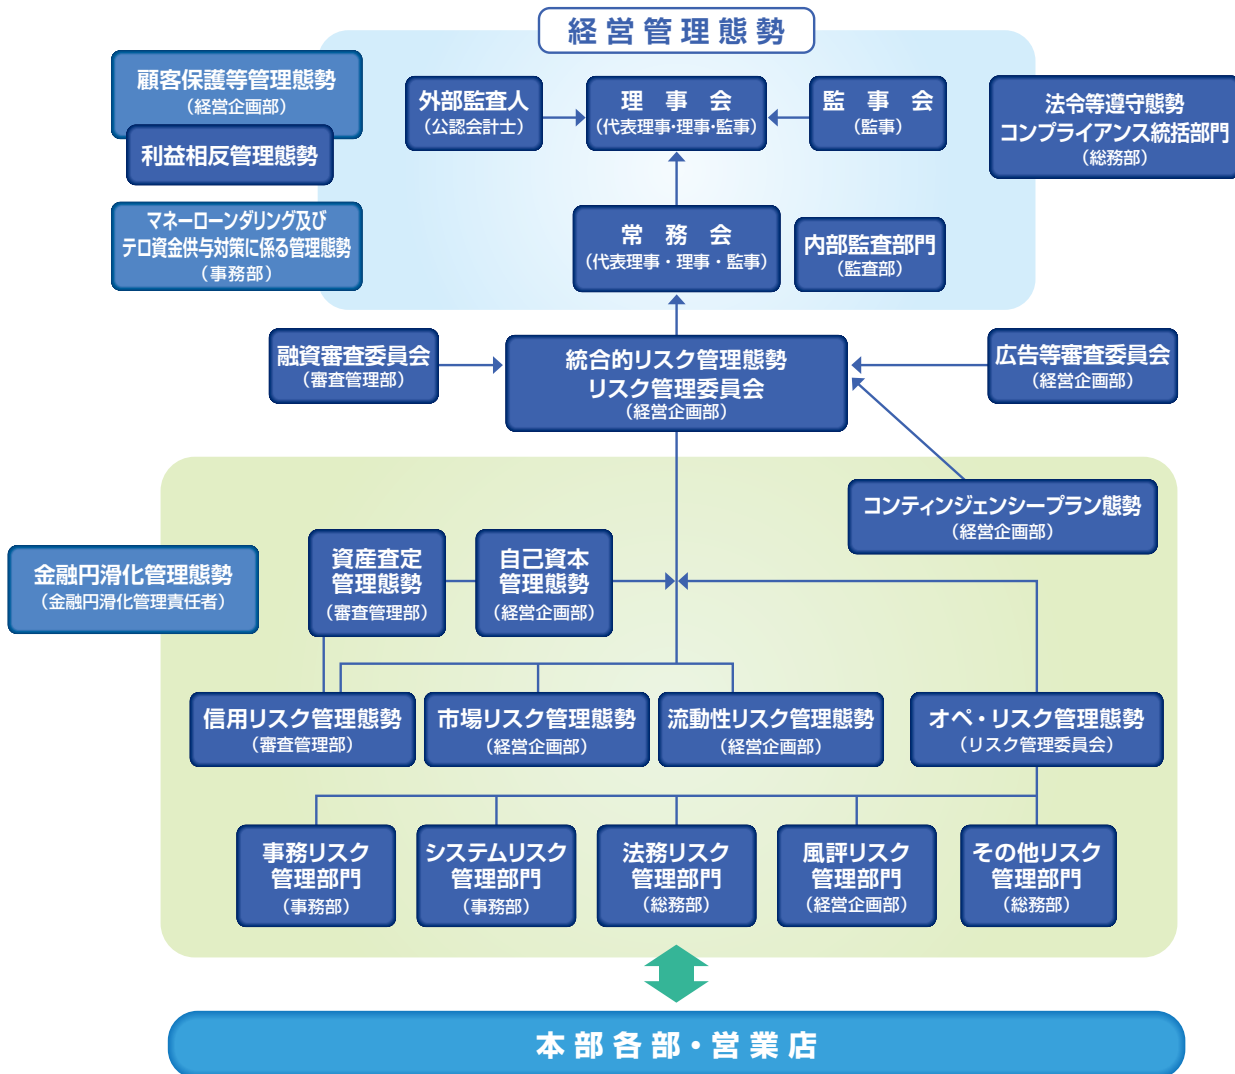 経営管理態勢
顧客保護等管理態勢
（経営企画部）
利益相反管理態勢
マネーローンダリング及び
テロ資金供与対策に係る管理態勢
（事務部）
外部監査人
（公認会計士）
理事会
（代表理事・理事・監事）
監事会
（監事）
法令等遵守態勢
コンプライアンス統括部門
（総務部）
常務会
（代表理事・理事・監事）
内部監査部門
（監査部）
融資審査委員会
（審査管理部）
統合的リスク管理態勢
リスク管理委員会
（経営企画部）
広告等審査委員会
（経営企画部）
コンティンジェンシープラン態勢
（経営企画部）
金融円滑化管理態勢
（金融円滑化管理責任者）
資産査定
管理態勢
（審査管理部）
自己資本
管理態勢
（経営企画部）
信用リスク管理態勢
（審査管理部）
市場リスク管理態勢
（経営企画部）
流動性リスク管理態勢
（経営企画部）
オペ・リスク管理態勢
（リスク管理委員会）
事務リスク
管理部門
（事務部）
システムリスク
管理部門
（事務部）
法務リスク
管理部門
（総務部）
風評リスク
管理部門
（経営企画部）
その他リスク
管理部門
（総務部）
本部各部・営業店